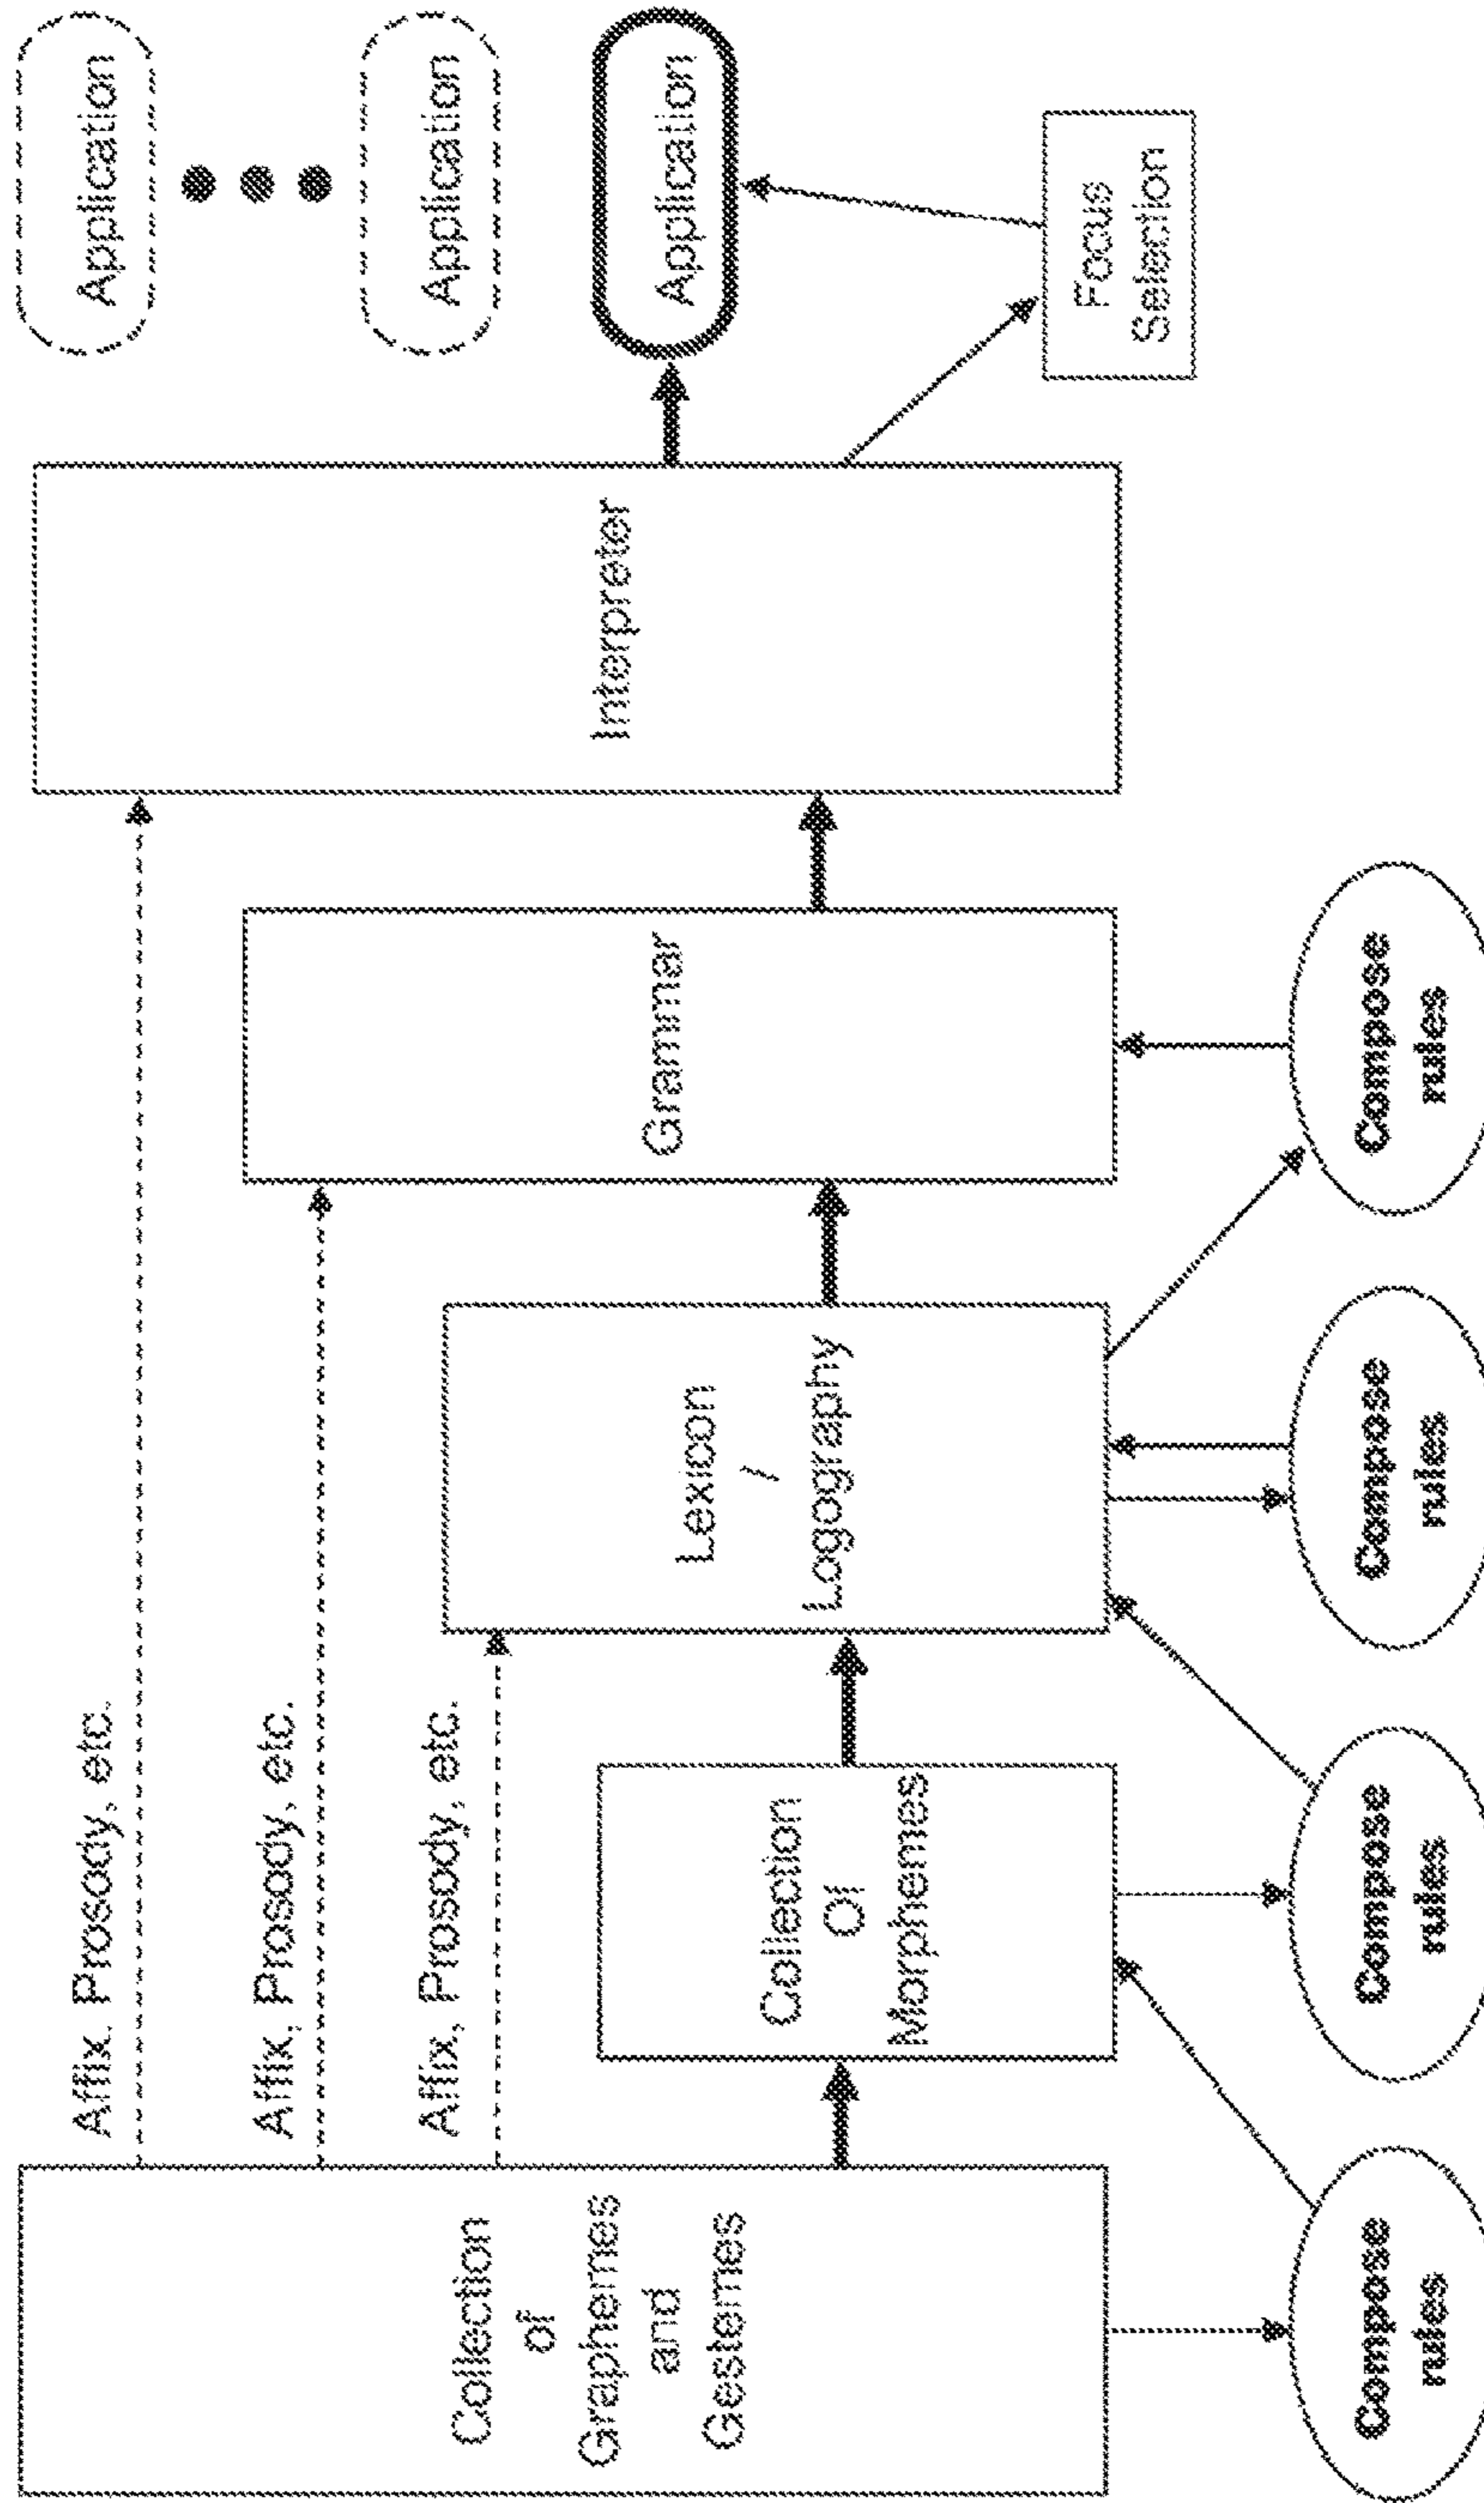 Affix. Prosody, etc.
Affix, Prosody, etc.
Affix, Prosody, etc.
Collection
of
Graphemes
and
Gestemes
Collection
Of
Morphemes
Lexicon
/
Logography
Grammar
Interpreter
Application
Application
Application
Focus
Selection
Compose
rules
Compose
rules
Compose
rules
Compose
rules